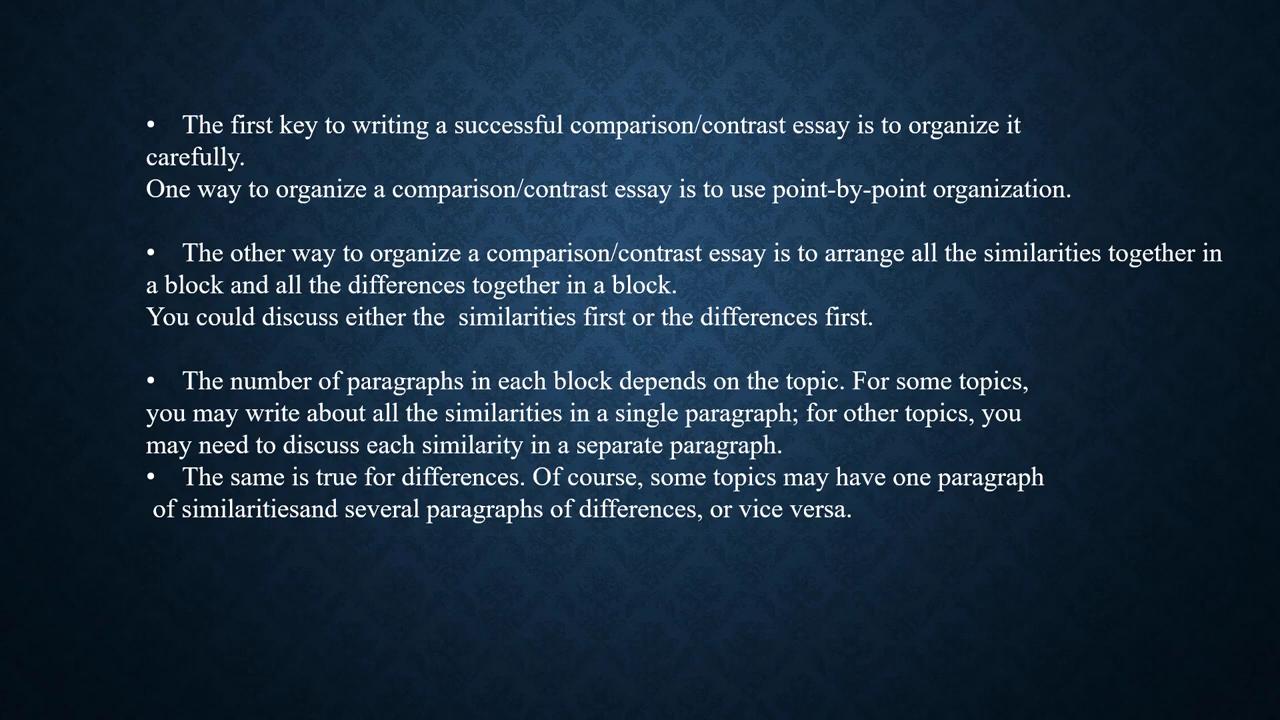 • The first key to writing a successful comparison/contrast essay is to organize it
carefully.
One way to organize a comparison/contrast essay is to use point-by-point organization.
• The other way to organize a comparison/contrast essay is to arrange all the similarities together in
a block and all the differences together in a block.
You could discuss either the  similarities first or the differences first.
• The number of paragraphs in each block depends on the topic. For some topics,
you may write about all the similarities in a single paragraph; for other topics, you
may need to discuss each similarity in a separate paragraph.
• The same is true for differences. Of course, some topics may have one paragraph
of similaritiesand several paragraphs of differences, or vice versa.